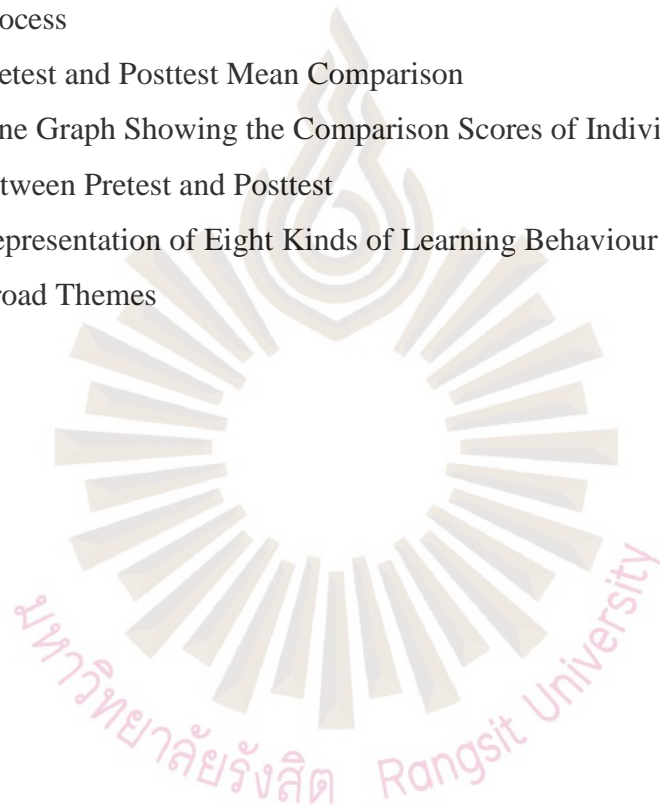 ocess
etest and Posttest Mean Comparison
ne Graph Showing the Comparison Scores of Indivi
tween Pretest and Posttest
epresentation of Eight Kinds of Learning Behaviour
road Themes
มหาวิทยาลัยรังสิต Rangsit University